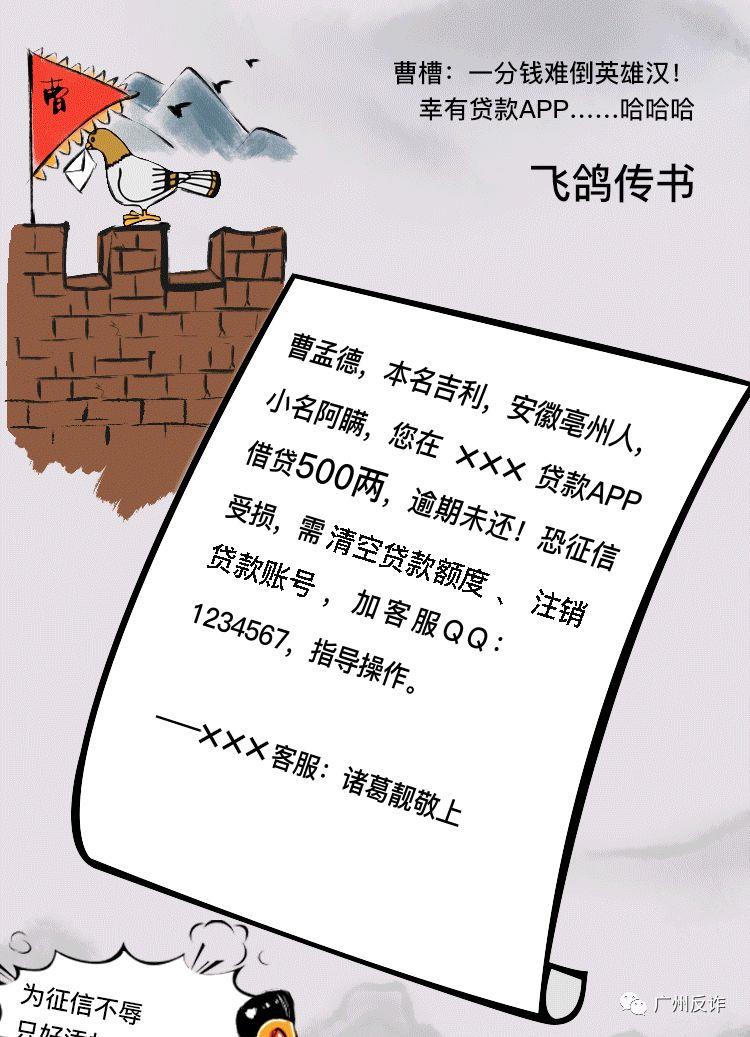 曹槽：一分钱难倒英雄汉！
幸有贷款APP……哈哈哈
飞鸽传书
曹
曹孟德，本名吉利，安徽亳州人，
小名阿瞒，您在 ××× 贷款APP
借贷500两，逾期未还！恐征信
受损，需清空贷款额度、注销
贷款账号，加客服QQ：
1234567，指导操作。
——×××客服：诸葛靓敬上
为征信不辱
只好
广州反诈